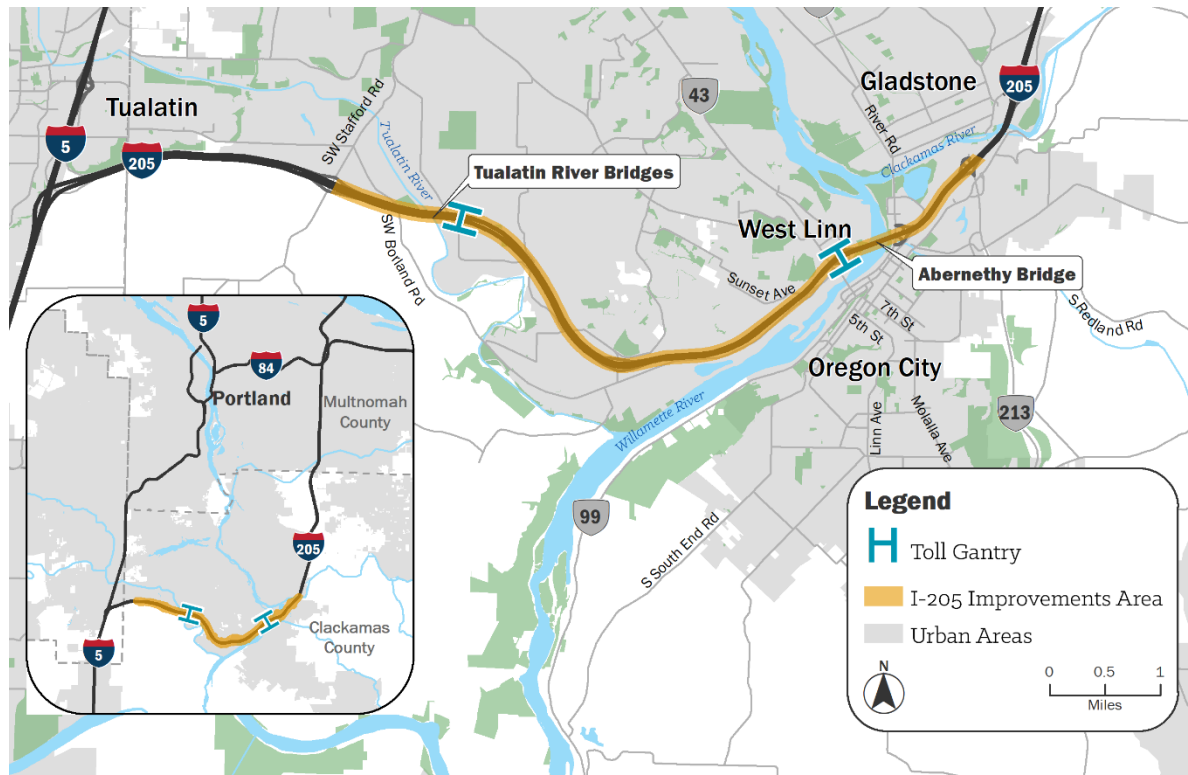 Gladstone
205
43
Tualatin
SW Stafford Rd
River Rd
5
205
Tualatin River
Clackamas River
Tualatin River Bridges
West Linn
SW Borland Rd
Sunset Ave
Abernethy Bridge
7th St
5th St
S Redland Rd
Oregon City
Willamette River
Linn Ave
Molalla Ave
213
99
S South End Rd
5
84
Portland
Multnomah
County
205
Clackamas
County
5
Legend
Toll Gantry
I-205 Improvements Area
Urban Areas
N
0 0.5 1
Miles